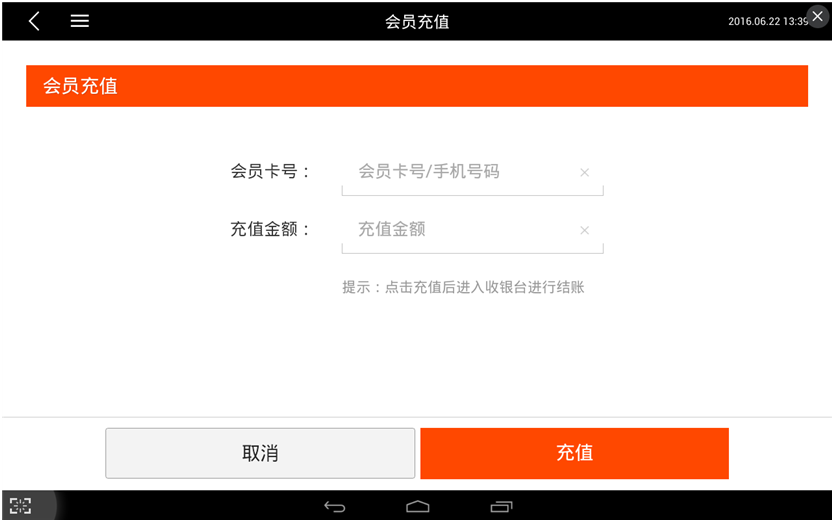 会员充值
2016.06.22 13:39
会员充值
会员卡号： 会员卡号/手机号码
充值金额： 充值金额
提示：点击充值后进入收银台进行结账
取消 充值